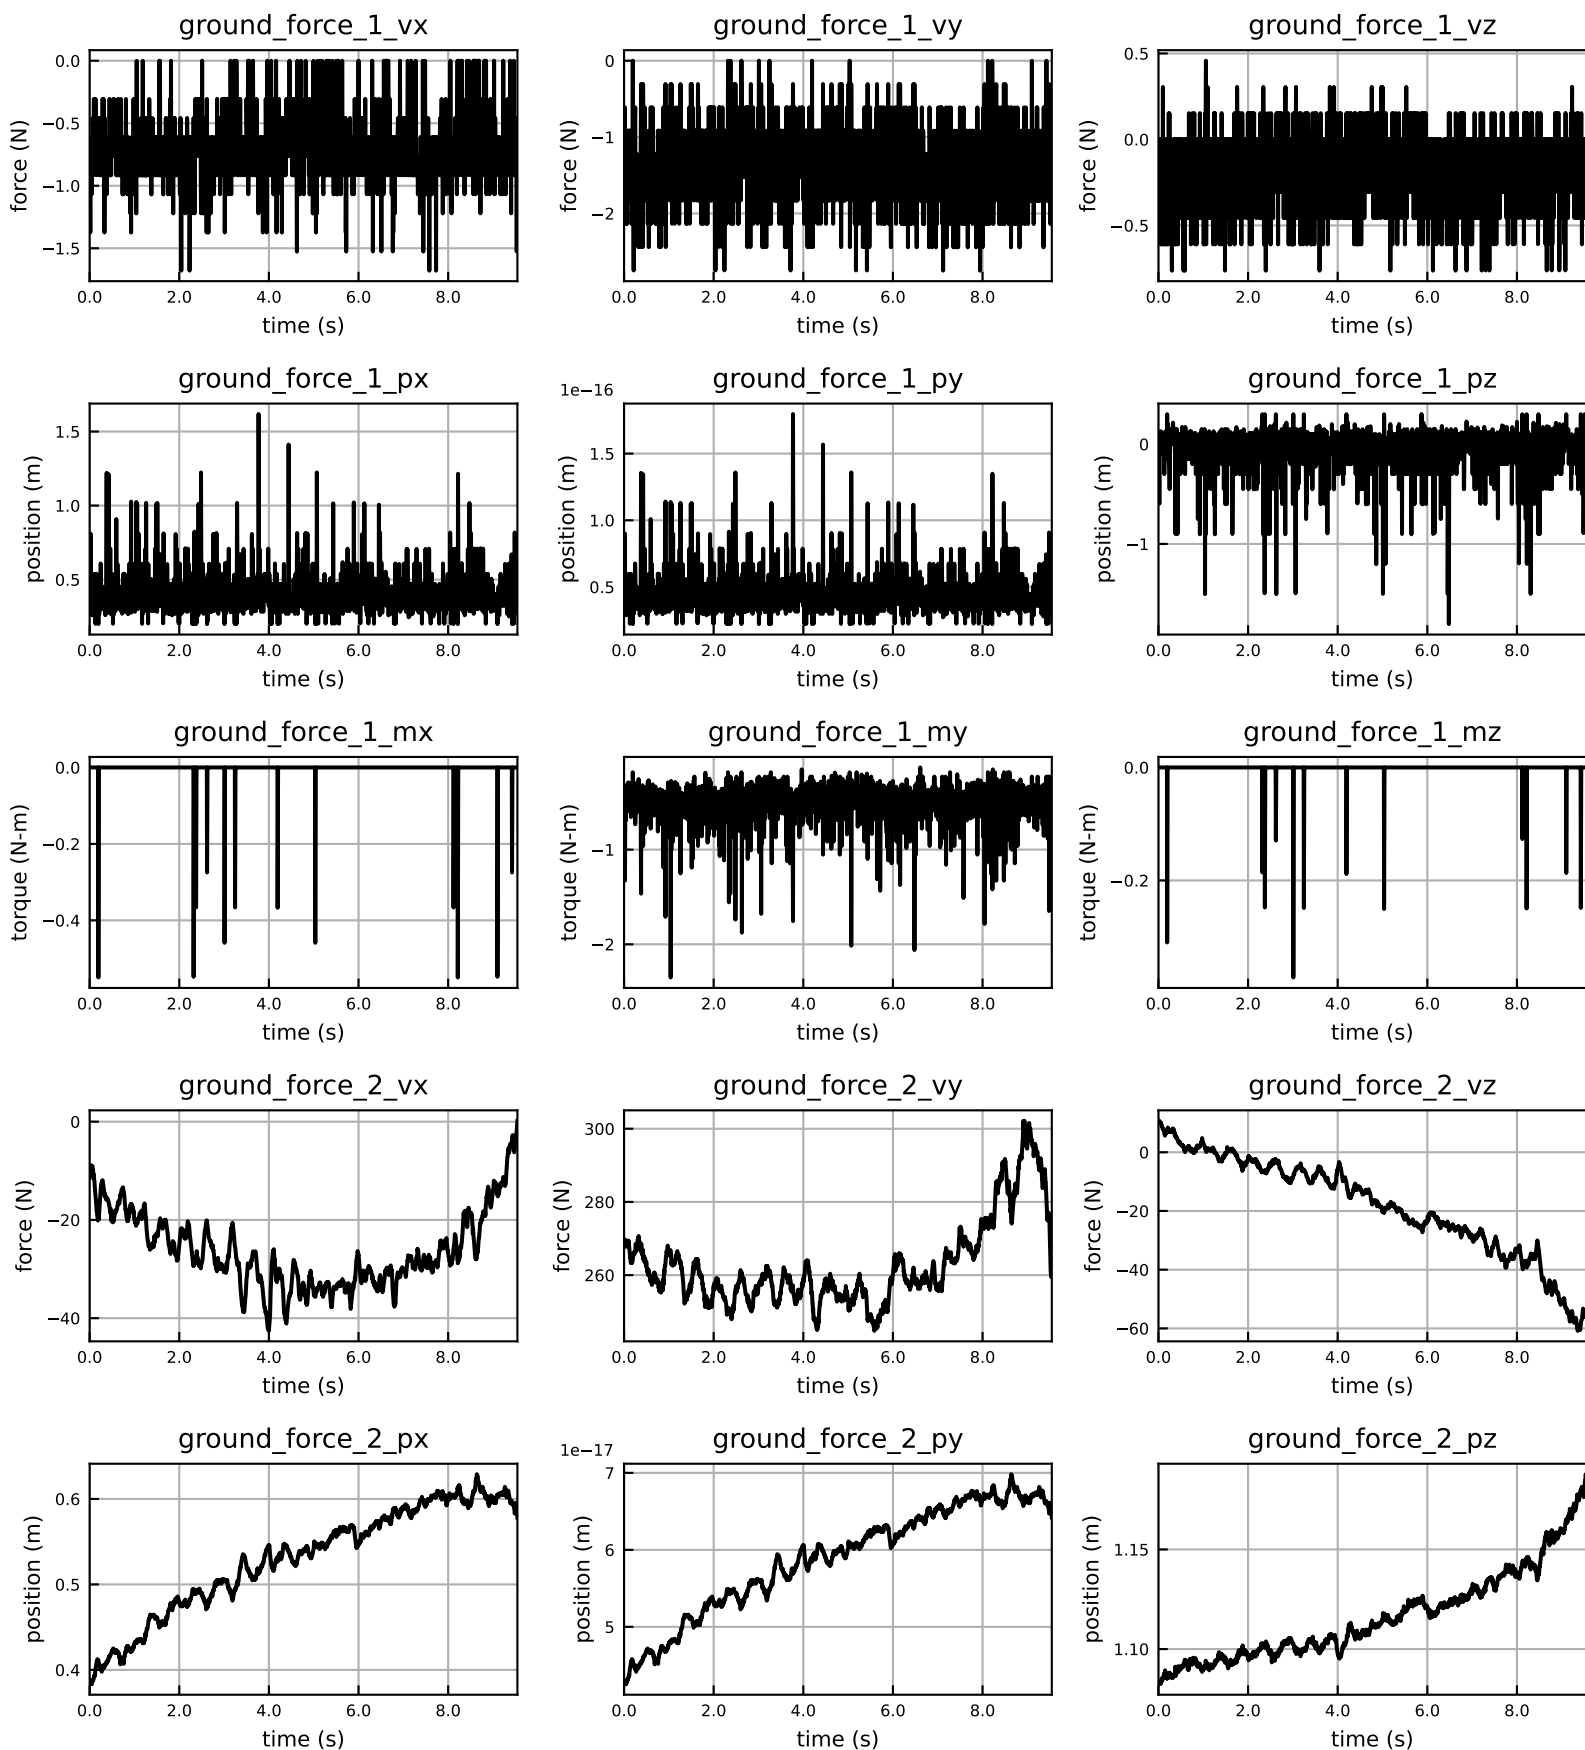 ground_force_1_vx
force (N)
0.0
−0.5
−1.0
−1.5
0.0 2.0 4.0 6.0 8.0
time (s)
ground_force_1_vy
force (N)
0
−1
−2
0.0 2.0 4.0 6.0 8.0
time (s)
ground_force_1_vz
force (N)
0.5
0.0
−0.5
0.0 2.0 4.0 6.0 8.0
time (s)
ground_force_1_px
position (m)
1.5
1.0
0.5
0.0 2.0 4.0 6.0 8.0
time (s)
ground_force_1_py
1e−16
position (m)
1.5
1.0
0.5
0.0 2.0 4.0 6.0 8.0
time (s)
ground_force_1_pz
position (m)
0
−1
0.0 2.0 4.0 6.0 8.0
time (s)
ground_force_1_mx
torque (N-m)
0.0
−0.2
−0.4
0.0 2.0 4.0 6.0 8.0
time (s)
ground_force_1_my
torque (N-m)
−1
−2
0.0 2.0 4.0 6.0 8.0
time (s)
ground_force_1_mz
torque (N-m)
0.0
−0.2
0.0 2.0 4.0 6.0 8.0
time (s)
ground_force_2_vx
force (N)
0
−20
−40
0.0 2.0 4.0 6.0 8.0
time (s)
ground_force_2_vy
force (N)
300
280
260
0.0 2.0 4.0 6.0 8.0
time (s)
ground_force_2_vz
force (N)
0
−20
−40
−60
0.0 2.0 4.0 6.0 8.0
time (s)
ground_force_2_px
position (m)
0.6
0.5
0.4
0.0 2.0 4.0 6.0 8.0
time (s)
ground_force_2_py
1e−17
position (m)
7
6
5
0.0 2.0 4.0 6.0 8.0
time (s)
ground_force_2_pz
position (m)
1.15
1.10
0.0 2.0 4.0 6.0 8.0
time (s)